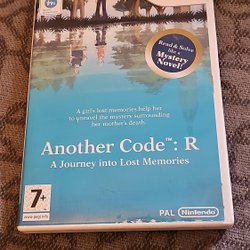 Read & Solve
like a
Mystery
Novel!
A girl's lost memories help her
to unravel the mystery surrounding
her mother's death.
Another Code™: R
A Journey into Lost Memories
7+
www.pegi.info
PAL Nintendo